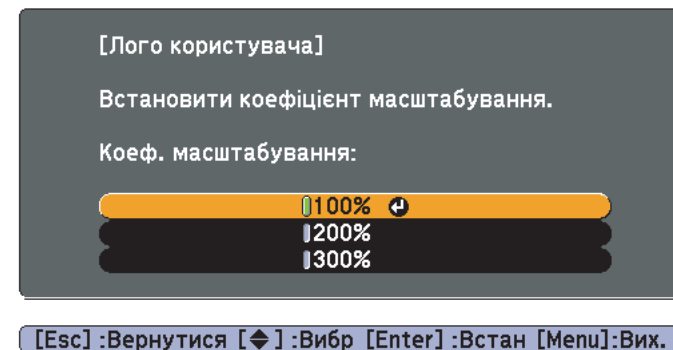 [Лого користувача]
Встановити коефіцієнт масштабування.
Коеф. масштабування:
100%
200%
300%
[Esc] :Вернутися [◆] :Вибр [Enter] :Встан [Menu]:Вих.